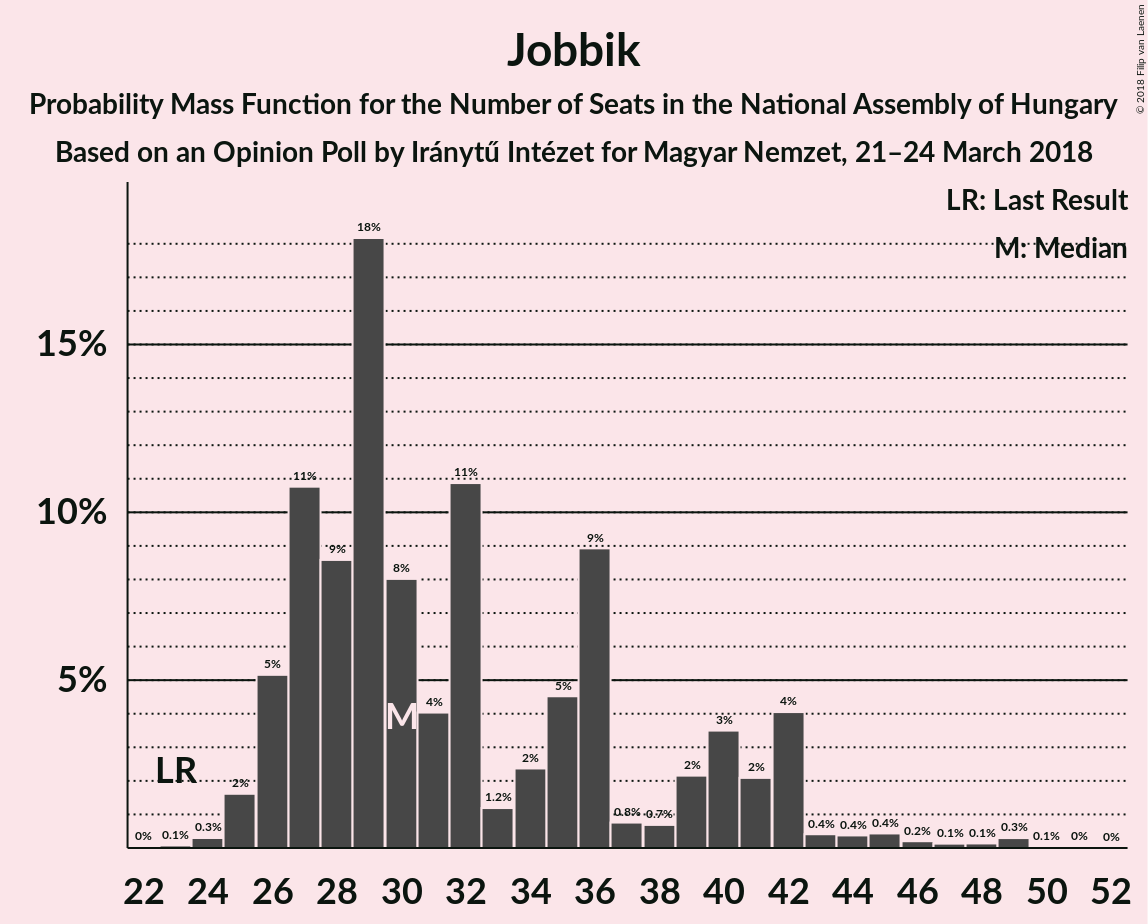 © 2018 Filip van Laenen
Jobbik
Probability Mass Function for the Number of Seats in the National Assembly of Hungary
Based on an Opinion Poll by Iránytű Intézet for Magyar Nemzet, 21–24 March 2018
LR: Last Result
M: Median
15%
10%
5%
LR
M
0% 0.1% 0.3% 2% 5% 11% 9% 18% 8% 4% 11% 1.2% 2% 5% 9% 0.8% 0.7% 2% 3% 2% 4% 0.4% 0.4% 0.4% 0.2% 0.1% 0.1% 0.3% 0.1% 0% 0%
22 24 26 28 30 32 34 36 38 40 42 44 46 48 50 52